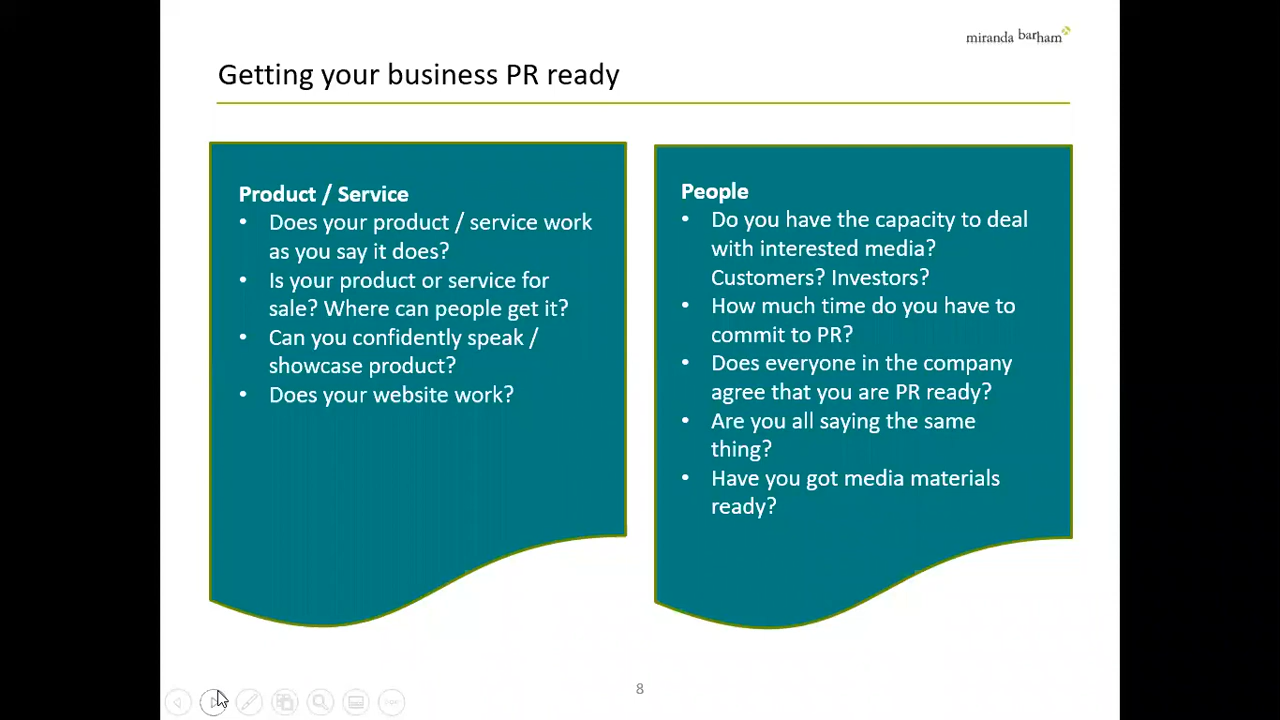 miranda barham
Getting your business PR ready
Product / Service
• Does your product / service work
as you say it does?
• Is your product or service for
sale? Where can people get it?
• Can you confidently speak /
showcase product?
• Does your website work?
People
• Do you have the capacity to deal
with interested media?
Customers? Investors?
• How much time do you have to
commit to PR?
• Does everyone in the company
agree that you are PR ready?
• Are you all saying the same
thing?
• Have you got media materials
ready?
8